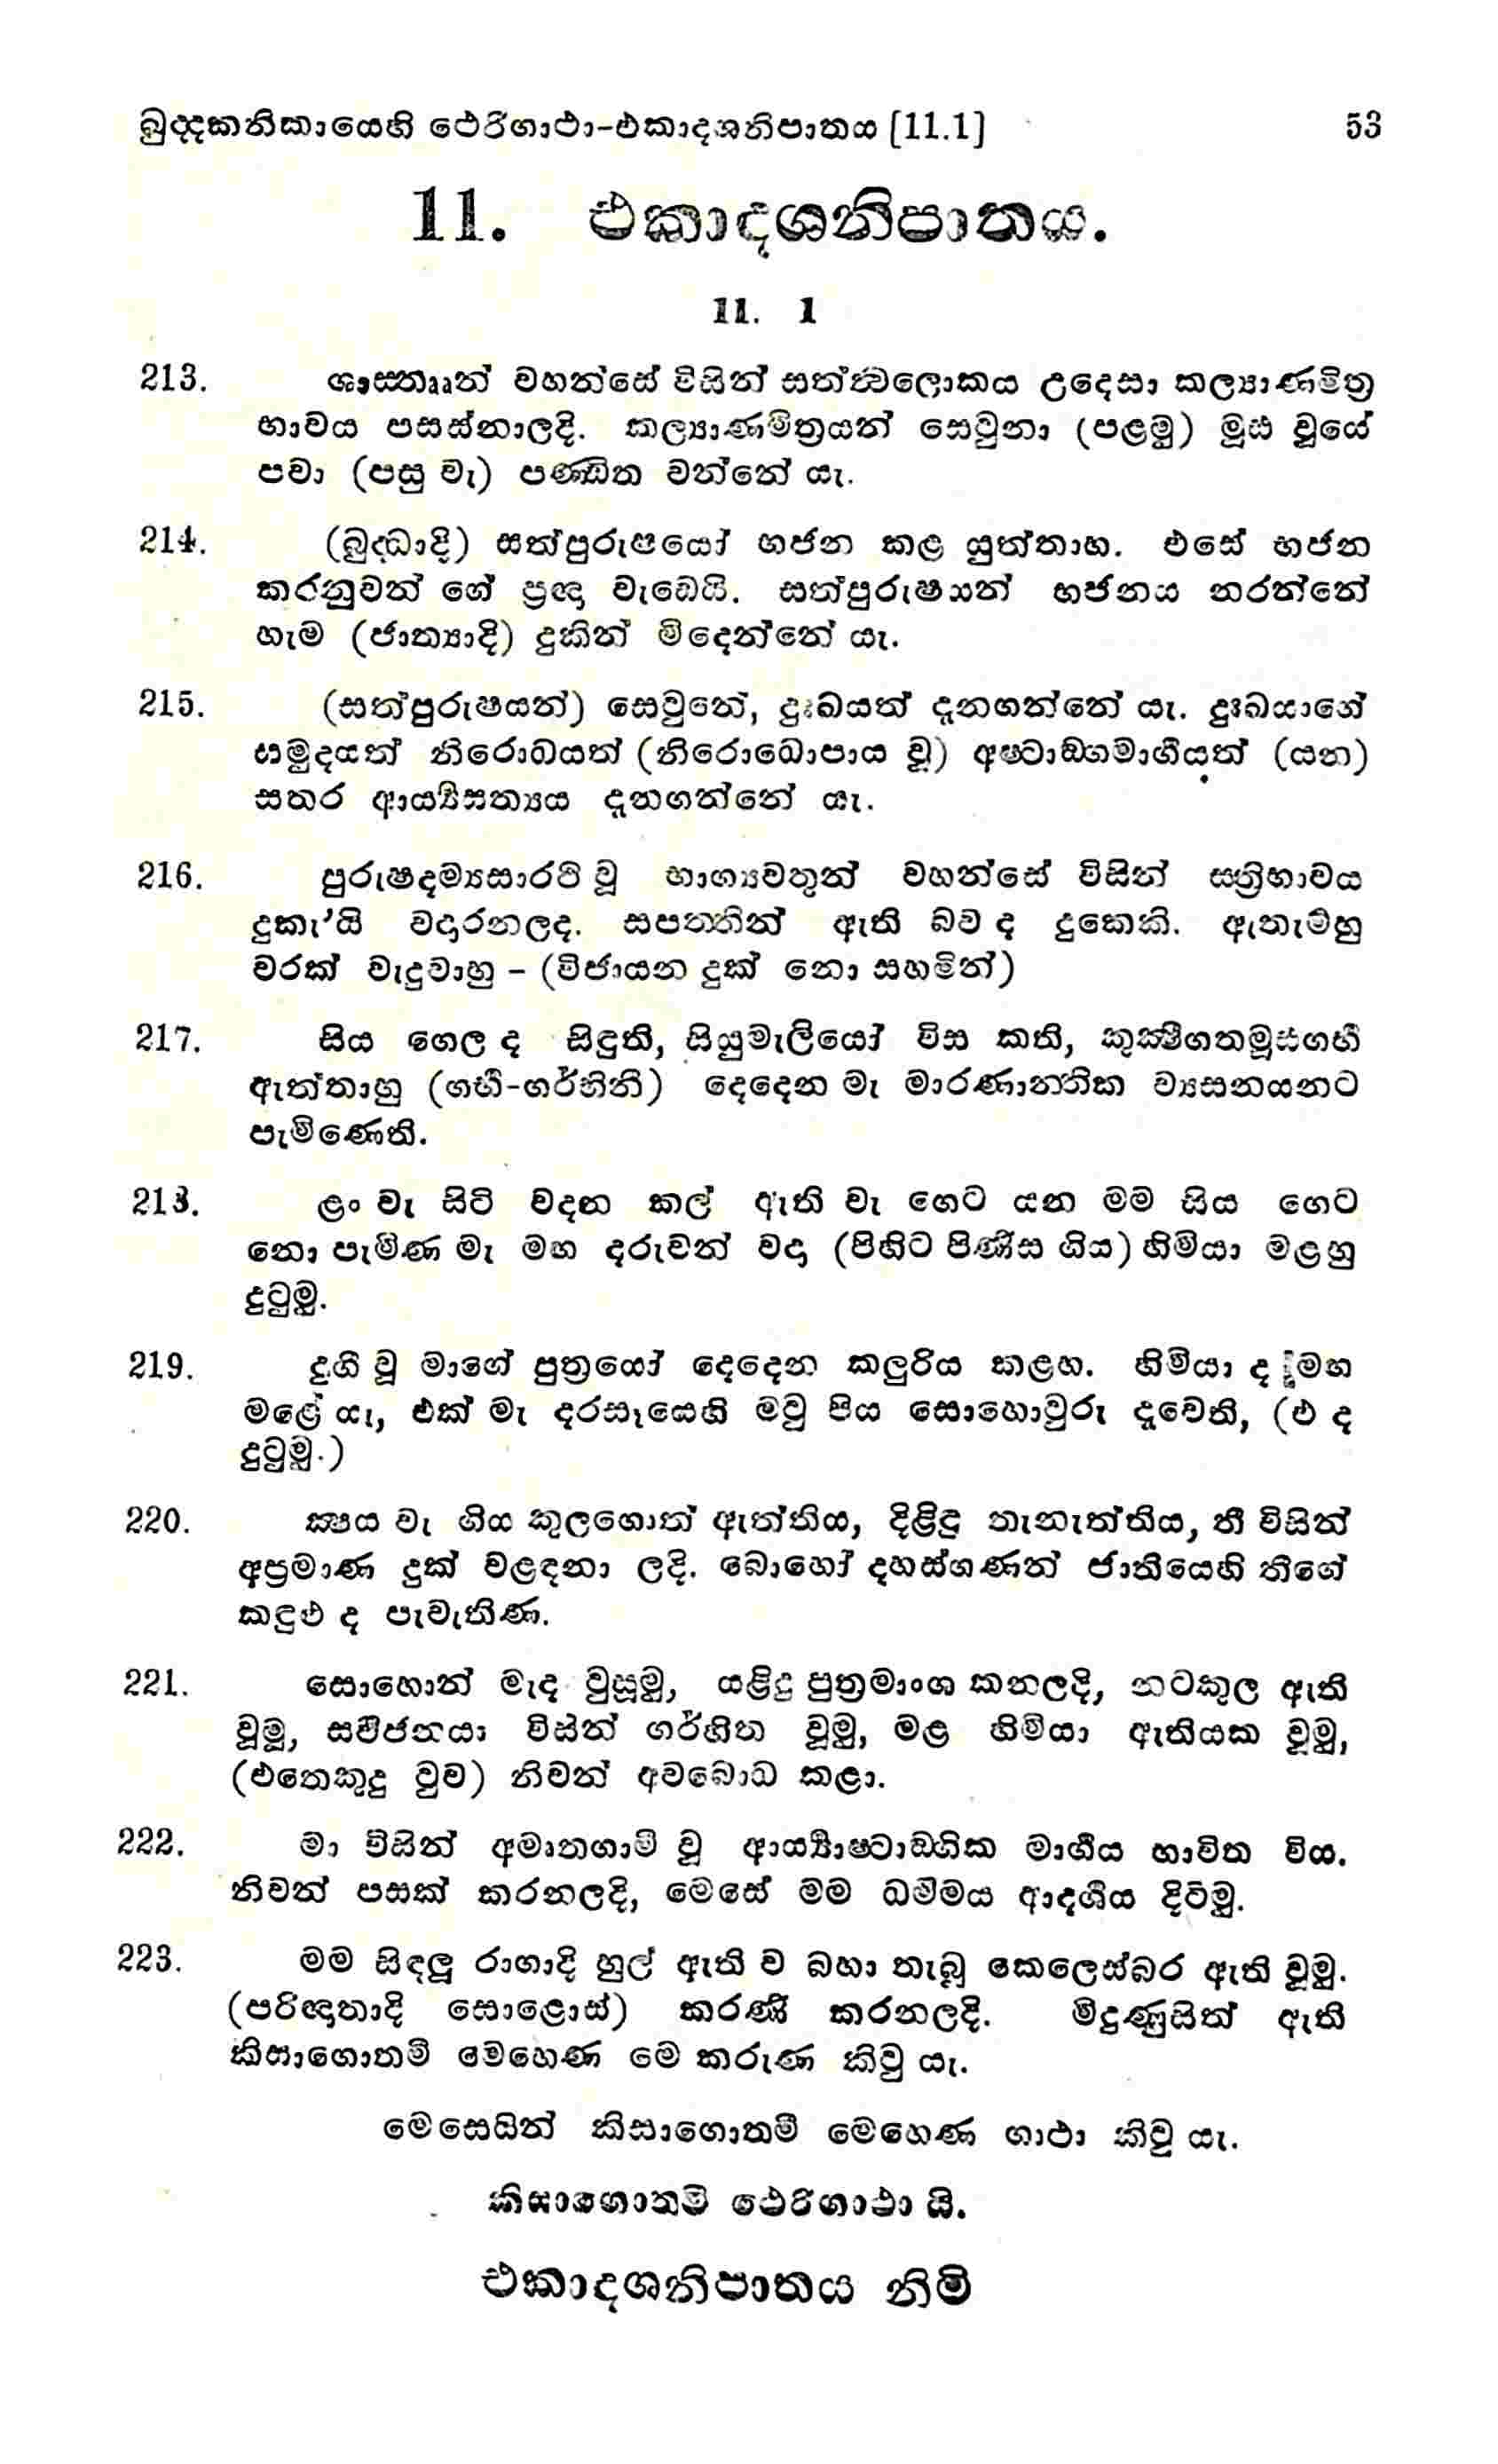 ඛුද්දකනිකායෙහි ථෙරිගාථා-එකාදශනිපාතය [11.1] 53
11. එකාදශනිපාතය.
11. 1
213. ශාස්තෲන් වහන්සේ විසින් සත්ත්වලොකය උදෙසා කල්‍යාණමිත්‍ර
භාවය පසස්නාලදි. කල්‍යාණමිත්‍රයන් සෙවුනා (පළමු) මූඪ වූයේ
පවා (පසු වැ) පණ්ඩිත වන්නේ යැ.
214. (බුද්ධාදි) සත්පුරුෂයෝ භජන කළ යුත්තාහ. එසේ භජන
කරනුවන් ගේ ප්‍රඥා වැඩෙයි. සත්පුරුෂයන් භජනය කරන්නේ
හැම (ජාත්‍යාදි) දුකින් මිදෙන්නේ යැ.
215. (සත්පුරුෂයන්) සෙවුනේ, දුඃඛයත් දැනගන්නේ යැ. දුඃඛයාගේ
සමුදයත් නිරොධයත් (නිරොධොපාය වූ) අෂ්ටාඞ්ගමාර්‍ගයත් (යන)
සතර ආර්‍ය්‍යසත්‍යය දැනගන්නේ යැ.
216. පුරුෂදම්‍යසාරථි වූ භාග්‍යවතුන් වහන්සේ විසින් ස්ත්‍රිභාවය
දුකැ’යි වදාරනලද. සපත්තින් ඇති බව ද දුකෙකි. ඇතැම්හු
වරක් වැදුවාහු – (විජායන දුක් නො සහමින්)
217. සිය ගෙල ද සිඳුති, සියුමැලියෝ විස කති, කුක්ෂිගතමූඪගර්‍භ
ඇත්තාහු (ගර්‍භ-ගර්භිනී) දෙදෙන මැ මාරණාන්තික ව්‍යසනයනට
පැමිණෙති.
218. ළං වැ සිටි වදන කල් ඇති වැ ගෙට යන මම සිය ගෙට
නො පැමිණ මැ මඟ දරුවන් වදා (පිහිට පිණිස ගිය) හිමියා මළහු
දුටුමු.
219. දුගී වූ මාගේ පුත්‍රයෝ දෙදෙන කලුරිය කළහ. හිමියා ද මඟ
මළේ යැ, එක් මැ දරසෑයෙහි මවු පිය සොහොවුරු දැවෙති, (එ ද
දුටුමු.)
220. ක්ෂය වැ ගිය කුලගොත් ඇත්තිය, දිළිඳු තැනැත්තිය, තී විසින්
අප්‍රමාණ දුක් වළඳනා ලදි. බොහෝ දහස්ගණන් ජාතියෙහි තීගේ
කඳුළු ද පැවැතිණ.
221. සොහොන් මැද වුසුමු, යළිදු පුත්‍රමාංශ කනලදි, නටකුල ඇති
වූමු, සර්‍වජනයා විසින් ගර්හිත වූමු, මළ හිමියා ඇතියක වූමු,
(එතෙකුදු වුව) නිවන් අවබොධ කළා.
222. මා විසින් අමෘතගාමි වූ ආර්‍ය්‍යාෂ්ටාඞ්ගික මාර්‍ගය භාවිත විය.
නිවන් පසක් කරනලදි, මෙසේ මම ධම්මය ආදර්‍ශය දිටිමු.
223. මම සිඳලූ රාගාදි හුල් ඇති ව බහා තැබූ කෙලෙස්බර ඇති වූමු.
(පරිඥාතාදි සොළොස්) කරණී කරනලදි. මිදුණුසිත් ඇති
කිසාගොතමී මෙහෙණ මෙ කරුණ කිවු යැ.
මෙසෙයින් කිසාගොතමී මෙහෙණ ගාථා කිවු යැ.
කිසාගොතමි ථෙරිගාථා යි.
එකාදශනිපාතය නිමි